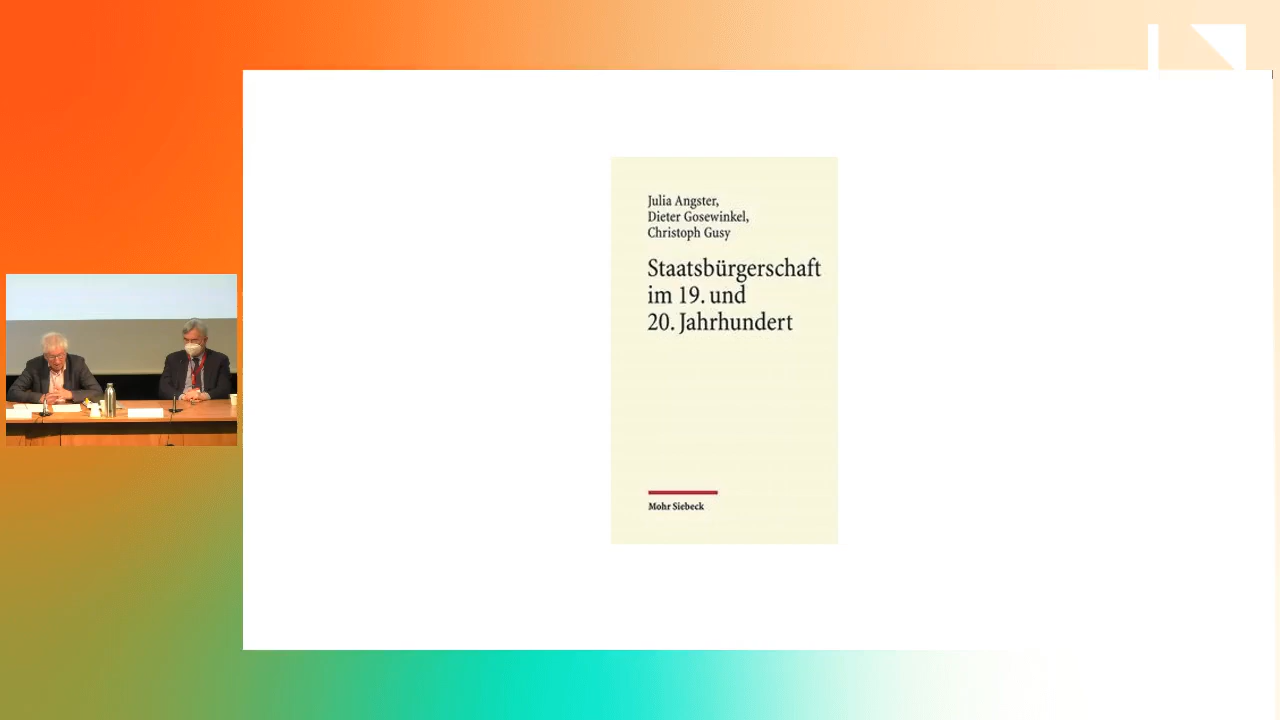 Julia Angster,
Dieter Gosewinkel,
Christoph Gusy
Staatsbürgerschaft
im 19. und
20. Jahrhundert
Mohr Siebeck